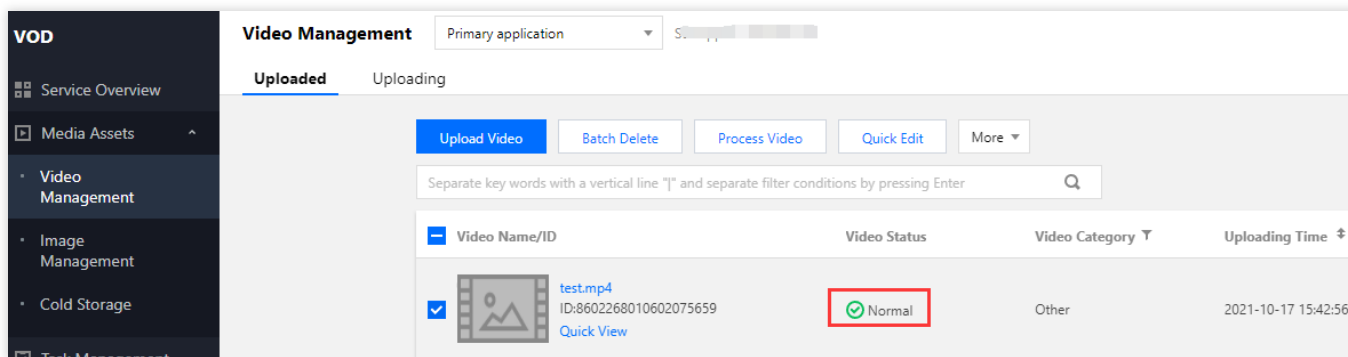 VOD
Video Management
Primary application
Service Overview
Uploaded
Uploading
Media Assets
Upload Video
Batch Delete
Process Video
Quick Edit
More
Video
Management
Separate key words with a vertical line "|" and separate filter conditions by pressing Enter
Image
Management
Video Name/ID
Video Status
Video Category
Uploading Time
Cold Storage
test.mp4
ID:8602268010602075659
Quick View
Normal
Other
2021-10-17 15:42:56
Task Management